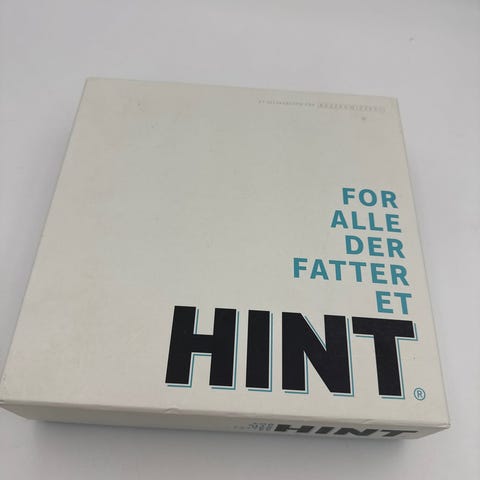 FOR
ALLE
DER
FATTER
ET
HINT®
HINT